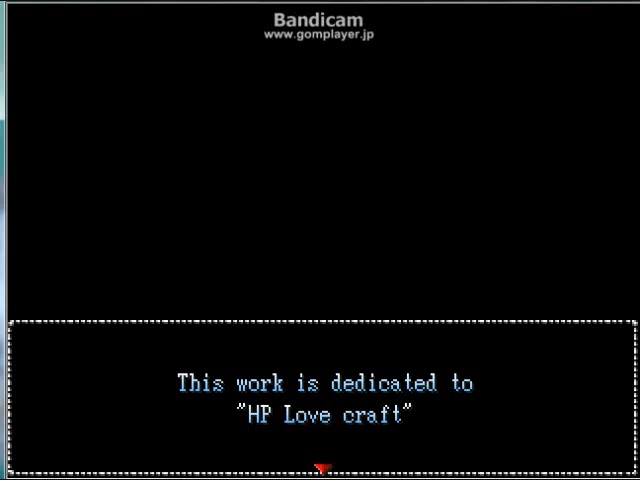 Bandicam
www.gomplayer.jp
This work is dedicated to
"HP Love craft"